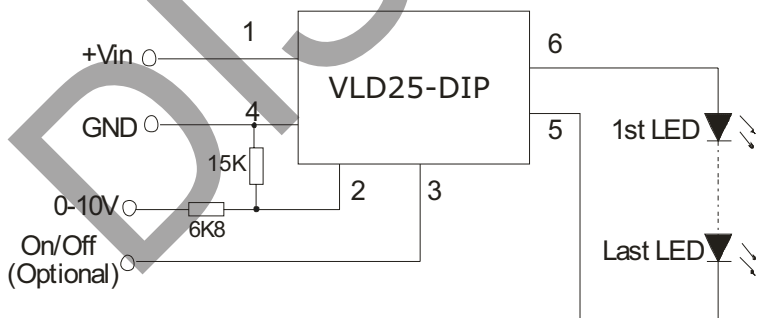 1
6
+Vin
VLD25-DIP
4
GND
5
1st LED
15K
2
3
0-10V
6K8
On/Off
(Optional)
Last LED